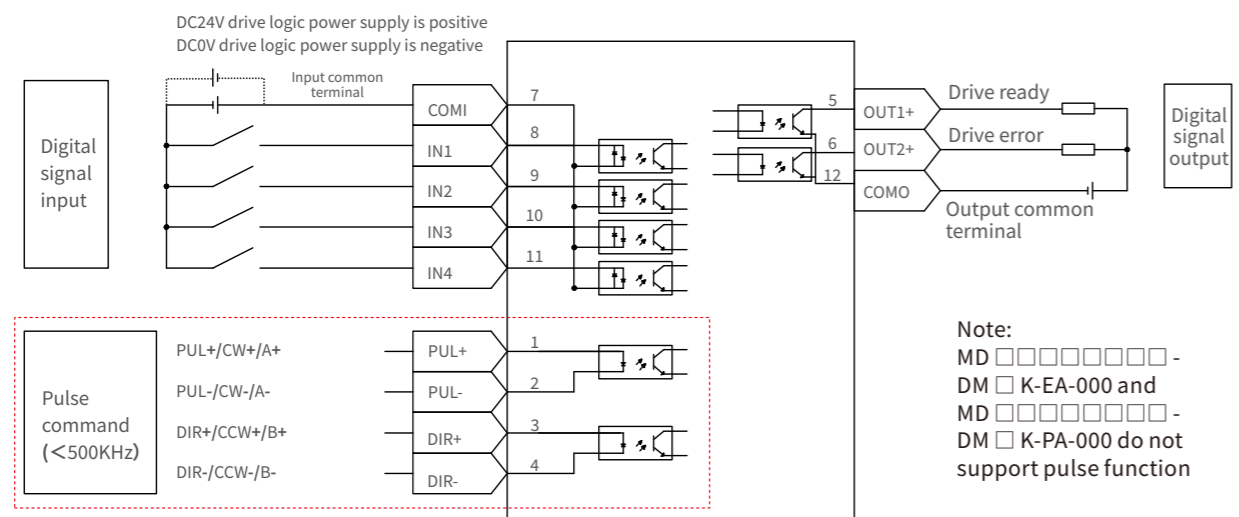 DC24V drive logic power supply is positive
DC0V drive logic power supply is negative
Digital
signal
input
Input common
terminal
COMI
7
IN1
8
IN2
9
IN3
10
IN4
11
5
OUT1+
Drive ready
6
OUT2+
Drive error
12
COMO
Output common
terminal
Digital
signal
output
Pulse
command
(<500KHz)
PUL+/CW+/A+
PUL+
1
PUL-/CW-/A-
PUL-
2
DIR+/CCW+/B+
DIR+
3
DIR-/CCW-/B-
DIR-
4
Note:
MD □□□□□□□□ -
DM □ K-EA-000 and
MD □□□□□□□□ -
DM □ K-PA-000 do not
support pulse function